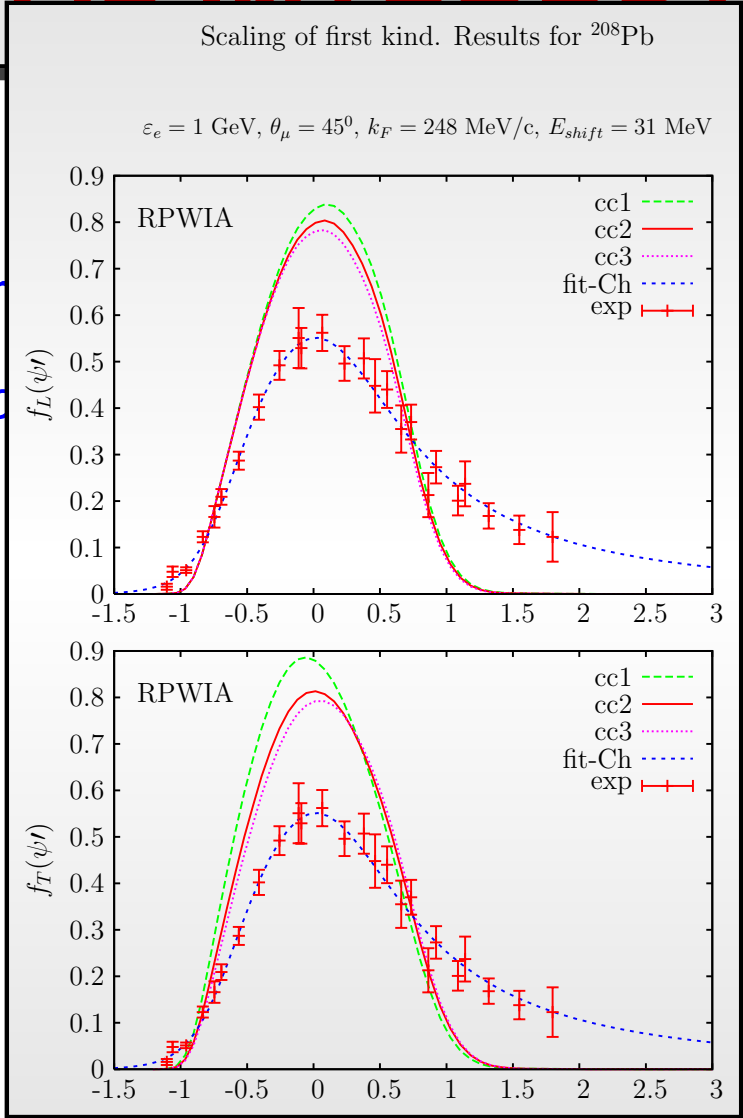 Scaling of first kind. Results for ²⁰⁸Pb
εₑ = 1 GeV, θ_μ = 45⁰, k_F = 248 MeV/c, E_shift = 31 MeV
RPWIA
cc1
cc2
cc3
fit-Ch
exp
f_L(ψ′)
0.9
0.8
0.7
0.6
0.5
0.4
0.3
0.2
0.1
0
-1.5 -1 -0.5 0 0.5 1 1.5 2 2.5 3
RPWIA
cc1
cc2
cc3
fit-Ch
exp
f_T(ψ′)
0.9
0.8
0.7
0.6
0.5
0.4
0.3
0.2
0.1
0
-1.5 -1 -0.5 0 0.5 1 1.5 2 2.5 3